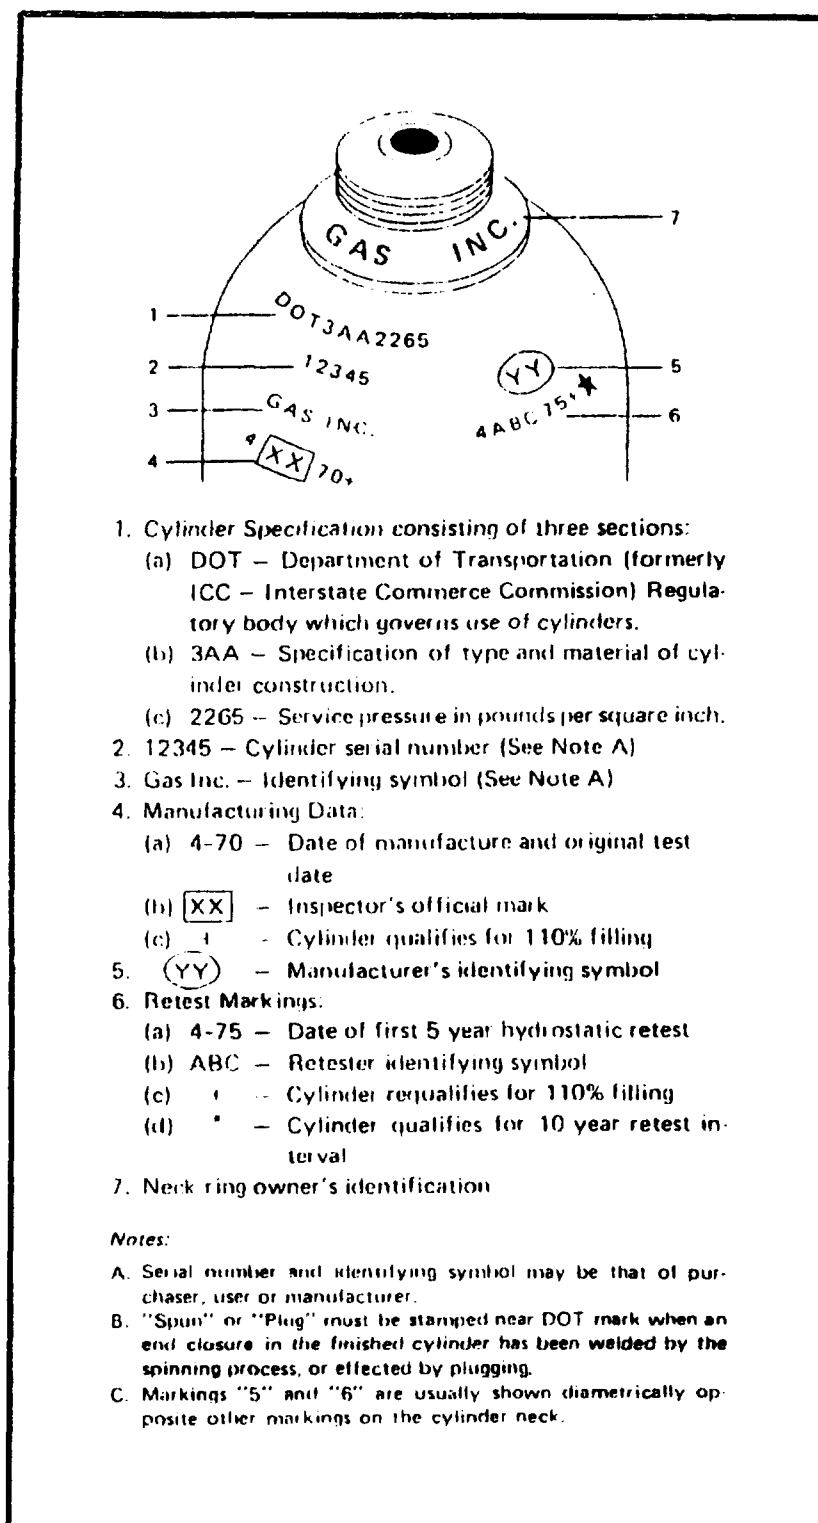 GAS INC.
7
1
DOT3AA2265
2
12345
YY
5
3
GAS INC.
4ABC 75+★
6
4
4 XX 70+
1. Cylinder Specification consisting of three sections:
(a) DOT – Department of Transportation (formerly
ICC – Interstate Commerce Commission) Regula-
tory body which governs use of cylinders.
(b) 3AA – Specification of type and material of cyl-
inder construction.
(c) 2265 – Service pressure in pounds per square inch.
2. 12345 – Cylinder serial number (See Note A)
3. Gas Inc. – Identifying symbol (See Note A)
4. Manufacturing Data:
(a) 4-70 – Date of manufacture and original test
date
(b) XX – Inspector's official mark
(c) + - Cylinder qualifies for 110% filling
5. YY – Manufacturer's identifying symbol
6. Retest Markings:
(a) 4-75 – Date of first 5 year hydrostatic retest
(b) ABC – Retester identifying symbol
(c) + – Cylinder requalifies for 110% filling
(d) * – Cylinder qualifies for 10 year retest in-
terval
7. Neck ring owner's identification
Notes:
A. Serial number and identifying symbol may be that of pur-
chaser, user or manufacturer.
B. "Spun" or "Plug" must be stamped near DOT mark when an
end closure in the finished cylinder has been welded by the
spinning process, or effected by plugging.
C. Markings "5" and "6" are usually shown diametrically op-
posite other markings on the cylinder neck.